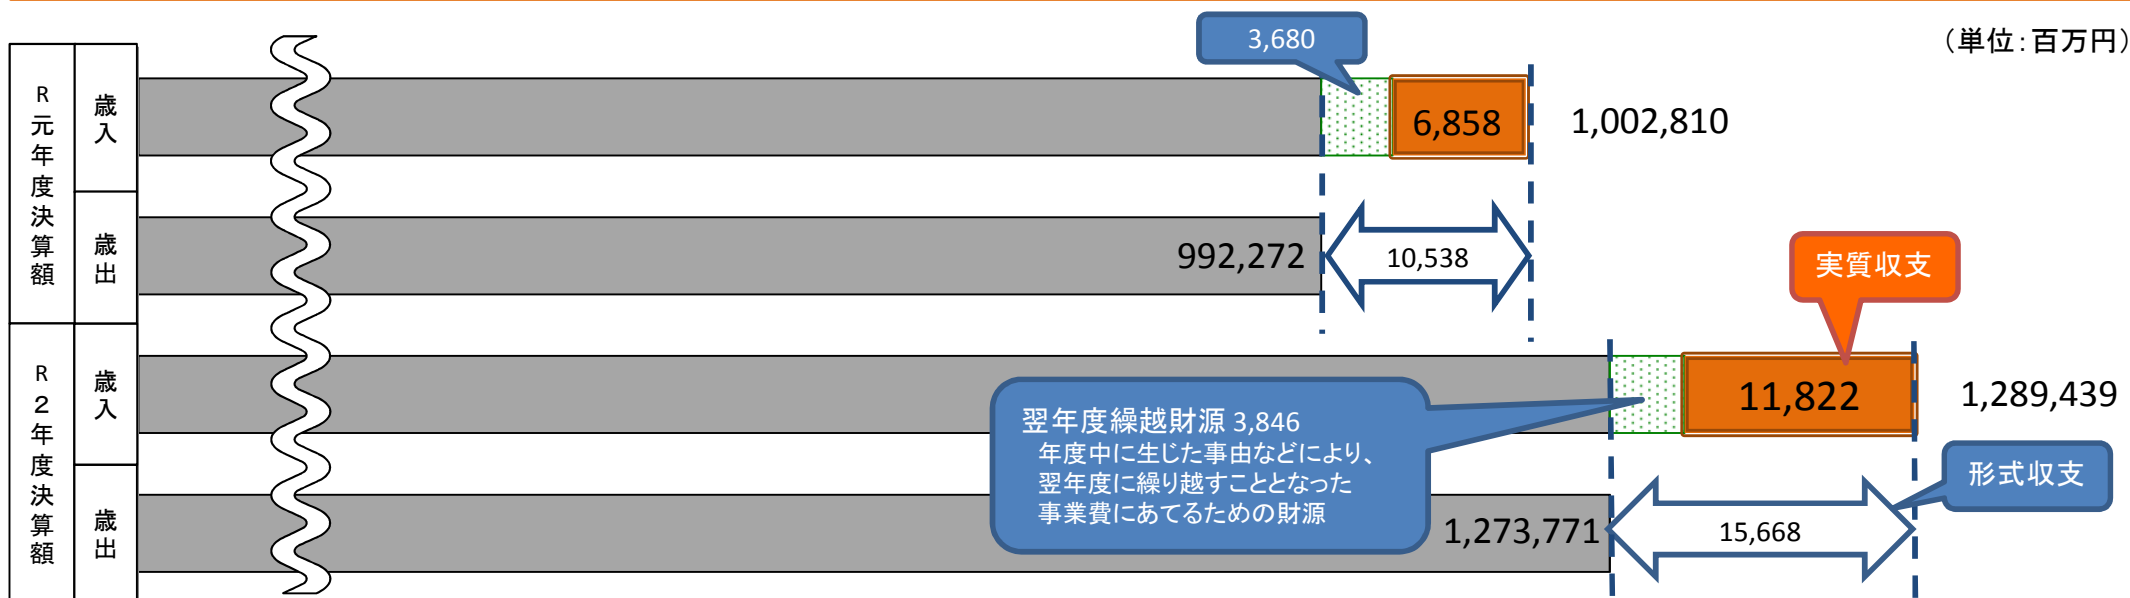 (単位:百万円)
R元年度決算額
歳入
3,680
6,858
1,002,810
歳出
992,272
10,538
実質収支
R2年度決算額
歳入
11,822
1,289,439
翌年度繰越財源 3,846
年度中に生じた事由などにより、
翌年度に繰り越すこととなった
事業費にあてるための財源
形式収支
歳出
1,273,771
15,668